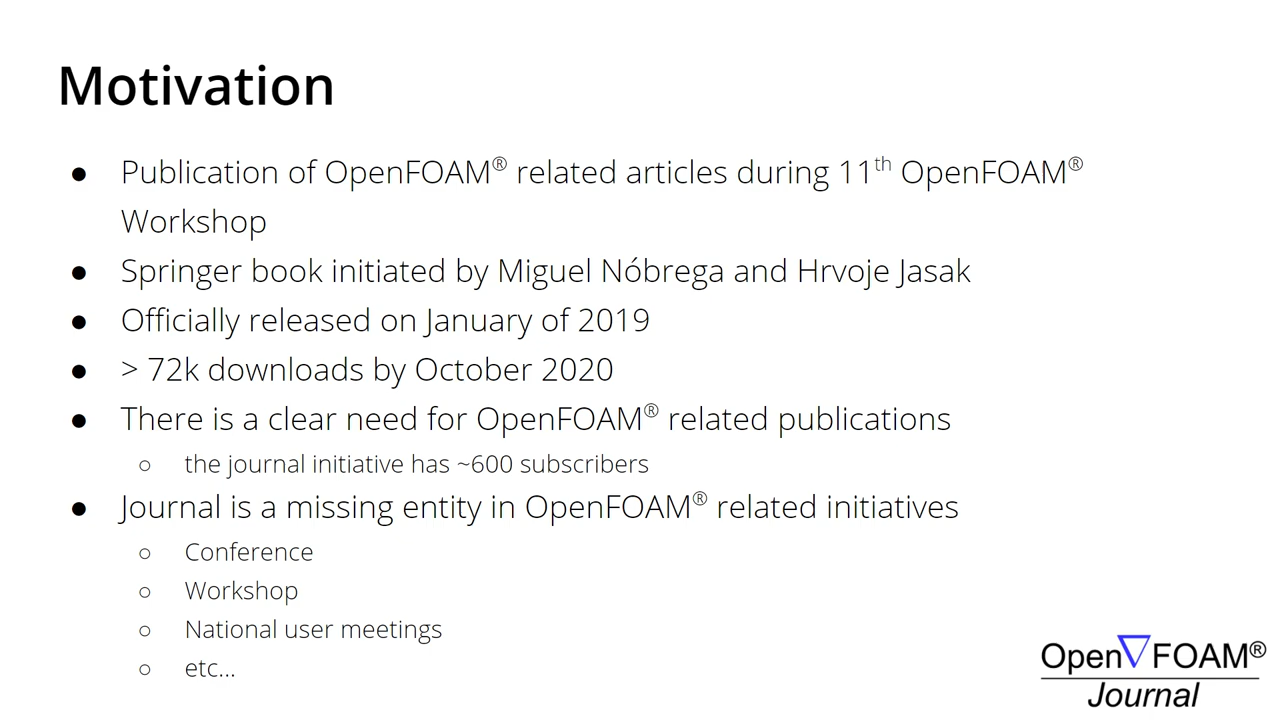 Motivation
● Publication of OpenFOAM® related articles during 11th OpenFOAM®
Workshop
● Springer book initiated by Miguel Nóbrega and Hrvoje Jasak
● Officially released on January of 2019
● > 72k downloads by October 2020
● There is a clear need for OpenFOAM® related publications
○ the journal initiative has ~600 subscribers
● Journal is a missing entity in OpenFOAM® related initiatives
○ Conference
○ Workshop
○ National user meetings
○ etc...
Open▽FOAM®
Journal